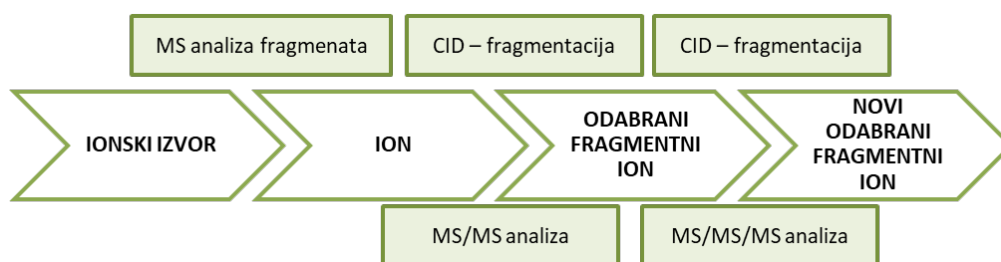 MS analiza fragmenata
CID – fragmentacija
CID – fragmentacija
IONSKI IZVOR
ION
ODABRANI
FRAGMENTNI
ION
NOVI
ODABRANI
FRAGMENTNI
ION
MS/MS analiza
MS/MS/MS analiza